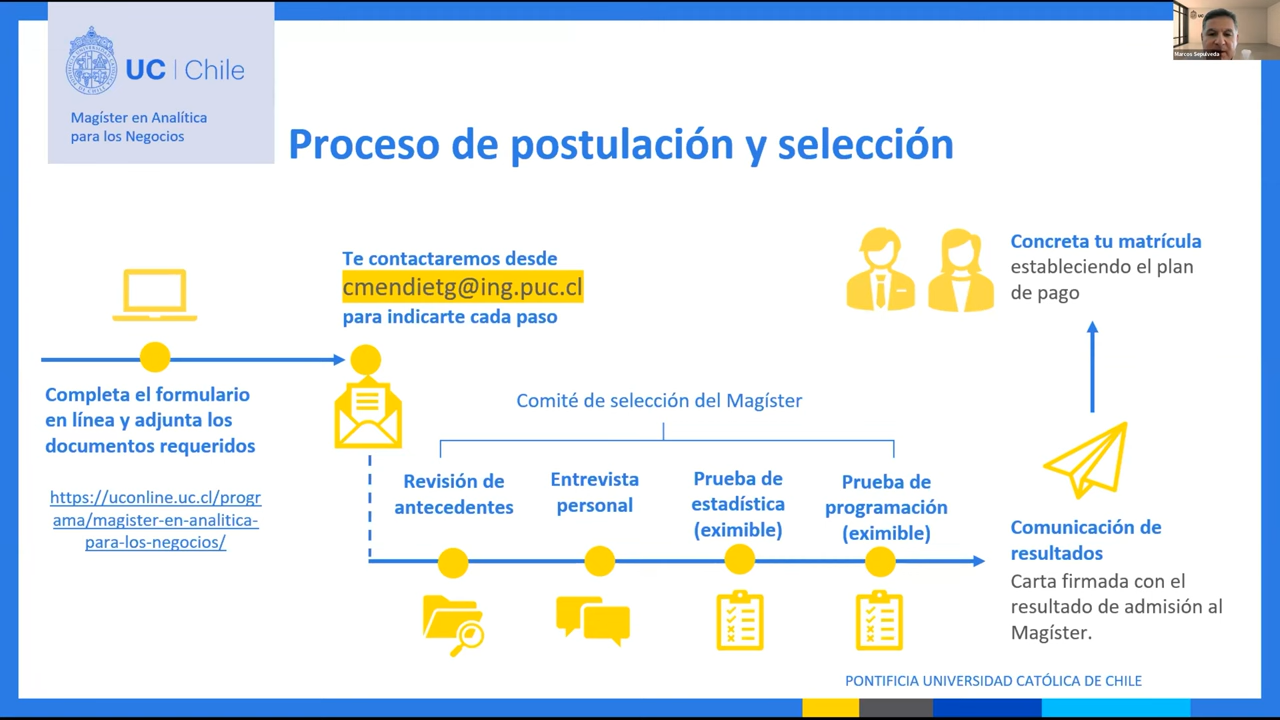 UC | Chile
Magíster en Analítica
para los Negocios
Marcos Sepulveda
Proceso de postulación y selección
Te contactaremos desde
cmendietg@ing.puc.cl
para indicarte cada paso
Completa el formulario
en línea y adjunta los
documentos requeridos
https://uconline.uc.cl/progr
ama/magister-en-analitica-
para-los-negocios/
Comité de selección del Magíster
Revisión de
antecedentes
Entrevista
personal
Prueba de
estadística
(eximible)
Prueba de
programación
(eximible)
Comunicación de
resultados
Carta firmada con el
resultado de admisión al
Magíster.
Concreta tu matrícula
estableciendo el plan
de pago
PONTIFICIA UNIVERSIDAD CATÓLICA DE CHILE